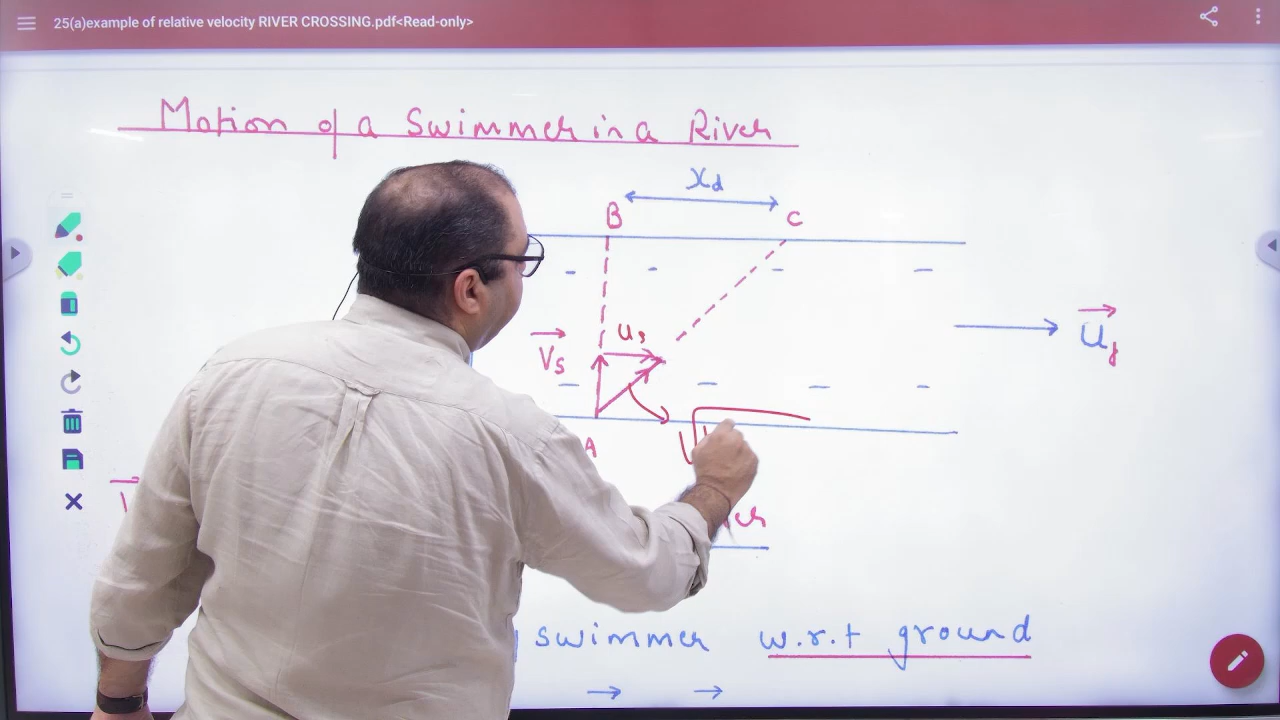 25(a)example of relative velocity RIVER CROSSING.pdf<Read-only>
Motion of a Swimmer in a River
x_d
B C
u_r
V_s
u_r
A
swimmer w.r.t ground